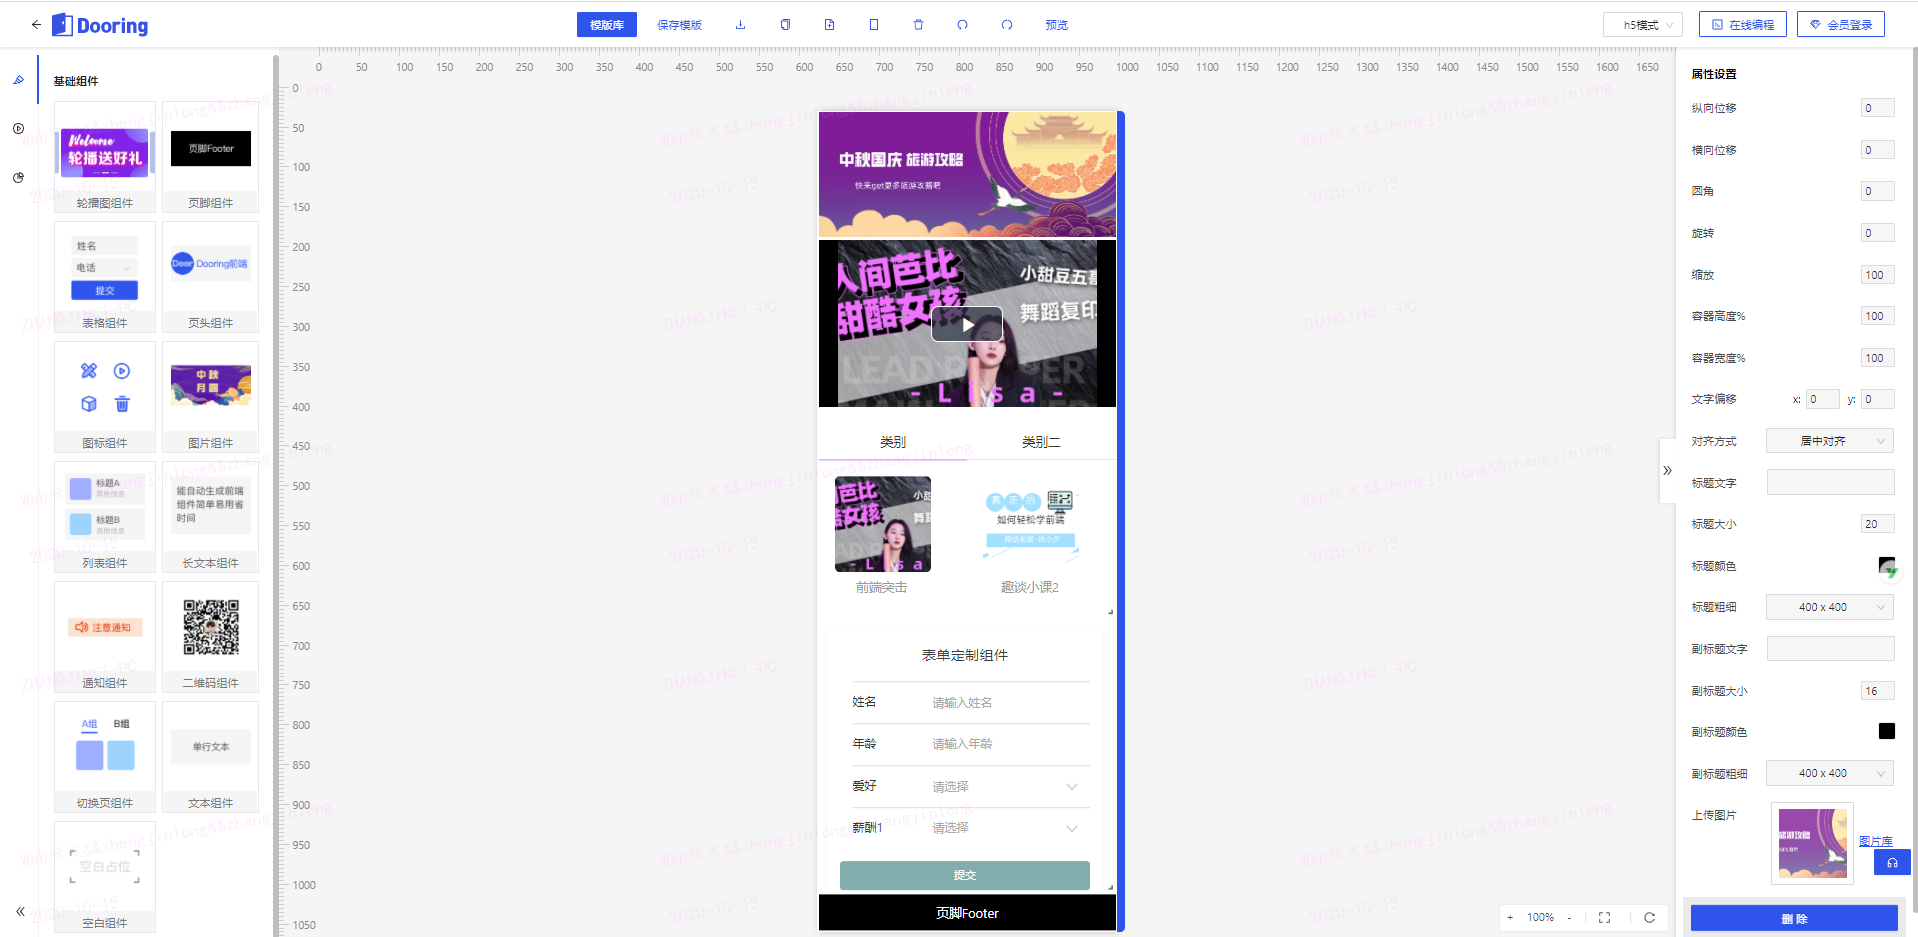 Dooring
模版库
保存模版
预览
h5模式
在线编程
会员登录
基础组件
Welcome
轮播送好礼
轮播图组件
页脚Footer
页脚组件
姓名
电话
提交
表格组件
Door Dooring前端
页头组件
图标组件
中秋
月圆
图片组件
标题A
其他信息
标题B
其他信息
列表组件
能自动生成前端
组件简单易用省
时间
长文本组件
注意通知
通知组件
二维码组件
A组 B组
切换页组件
单行文本
文本组件
空白占位
空白组件
0 50 100 150 200 250 300 350 400 450 500 550 600 650 700 750 800 850 900 950 1000 1050 1100 1150 1200 1250 1300 1350 1400 1450 1500 1550 1600 1650
0
50
100
150
200
250
300
350
400
450
500
550
600
650
700
750
800
850
900
950
1000
1050
中秋国庆 旅游攻略
快来get更多旅游攻略吧
人间芭比
甜酷女孩
小甜豆五喜
舞蹈复印
LEAD
- Lisa -
类别 类别二
前端突击
真正的
如何轻松学前端
趣谈小课2
表单定制组件
姓名 请输入姓名
年龄 请输入年龄
爱好 请选择
薪酬1 请选择
提交
页脚Footer
+ 100% -
属性设置
纵向位移 0
横向位移 0
圆角 0
旋转 0
缩放 100
容器高度% 100
容器宽度% 100
文字偏移 x: 0 y: 0
对齐方式 居中对齐
标题文字
标题大小 20
标题颜色
标题粗细 400 x 400
副标题文字
副标题大小 16
副标题颜色
副标题粗细 400 x 400
上传图片
旅游攻略
图片库
删 除
Web研发&&zhangjinlong
2020-10-15
ZHANGJINL1-PC